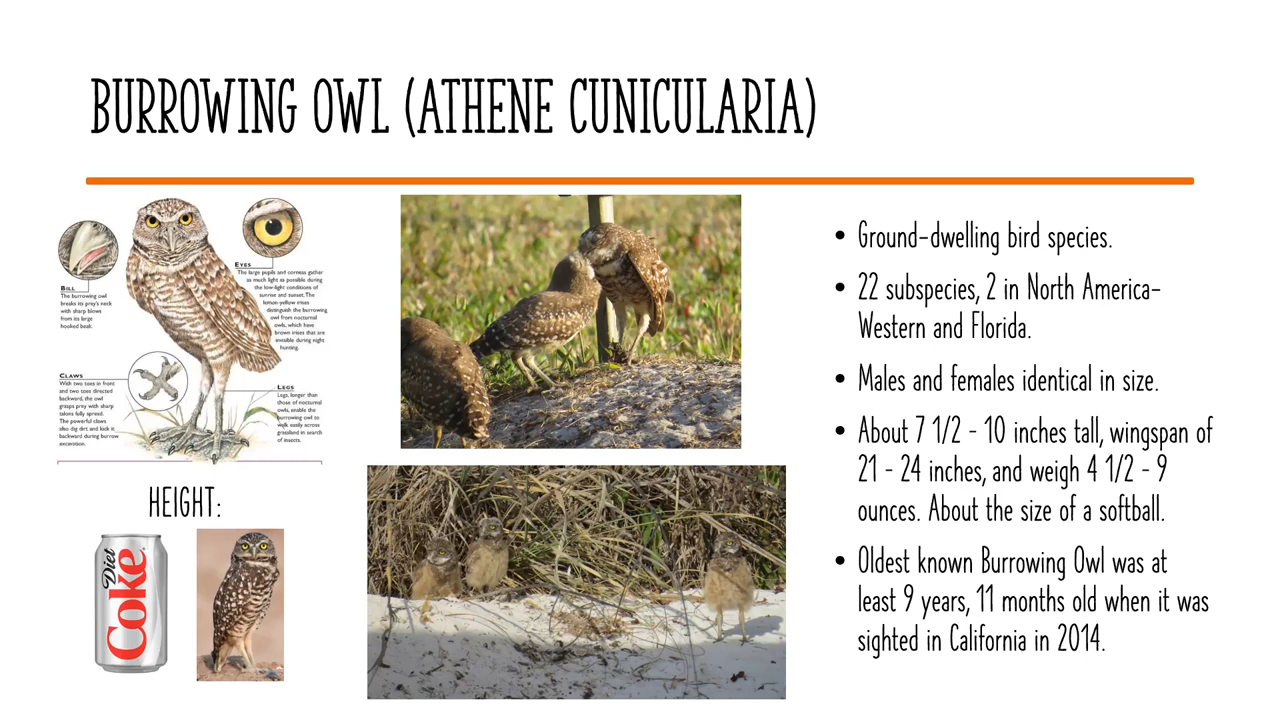 BURROWING OWL (ATHENE CUNICULARIA)
BILL
The burrowing owl
breaks its prey's neck
with sharp blows
from its large
hooked beak.
EYES
The large pupils and corneas gather
as much light as possible during
the low-light conditions of
sunrise and sunset. The
lemon-yellow irises
distinguish the burrowing
owl from nocturnal
owls, which have
brown irises that are
invisible during night
hunting.
CLAWS
With two toes in front
and two toes directed
backward, the owl
grasps prey with sharp
talons fully spread.
The powerful claws
also dig dirt and kick it
backward during burrow
excavation.
LEGS
Legs, longer than
those of nocturnal
owls, enable the
burrowing owl to
walk easily across
grassland in search
of insects.
HEIGHT:
Diet
Coke
• Ground-dwelling bird species.
• 22 subspecies, 2 in North America-
Western and Florida.
• Males and females identical in size.
• About 7 1/2 - 10 inches tall, wingspan of
21 - 24 inches, and weigh 4 1/2 - 9
ounces. About the size of a softball.
• Oldest known Burrowing Owl was at
least 9 years, 11 months old when it was
sighted in California in 2014.